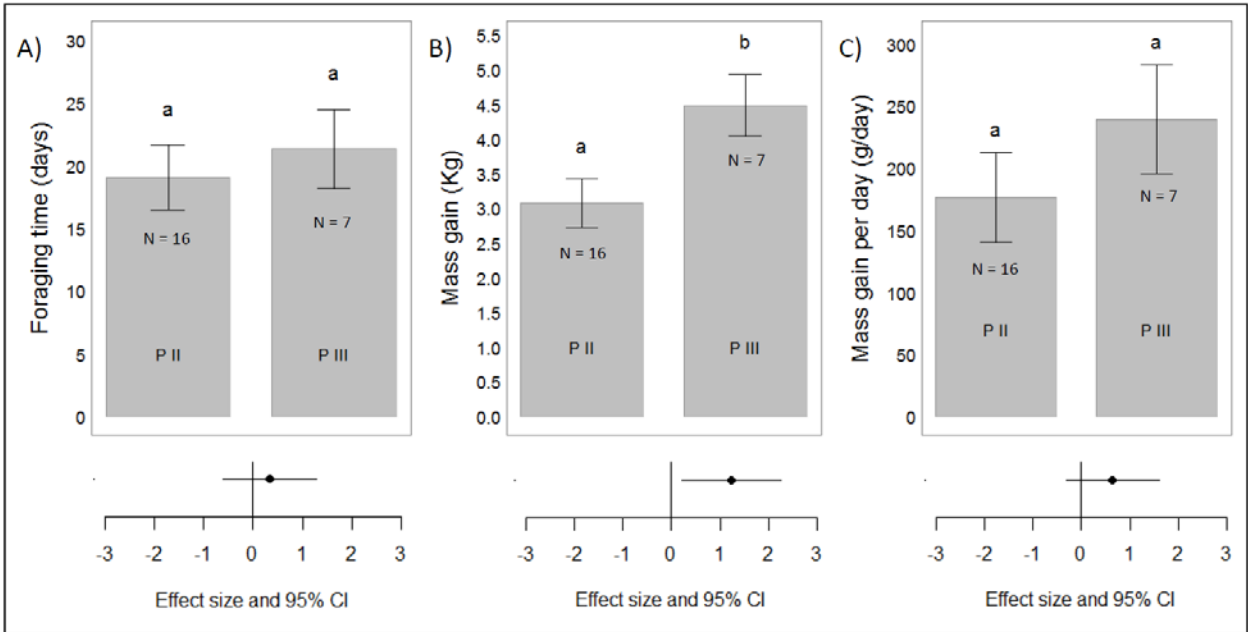 A)
Foraging time (days)
30
25
20
15
10
5
0
a
a
N = 16
N = 7
P II
P III
-3 -2 -1 0 1 2 3
Effect size and 95% CI
B)
Mass gain (Kg)
5.5
5.0
4.5
4.0
3.5
3.0
2.5
2.0
1.5
1.0
0.5
0.0
a
b
N = 16
N = 7
P II
P III
-3 -2 -1 0 1 2 3
Effect size and 95% CI
C)
Mass gain per day (g/day)
300
250
200
150
100
50
0
a
a
N = 16
N = 7
P II
P III
-3 -2 -1 0 1 2 3
Effect size and 95% CI